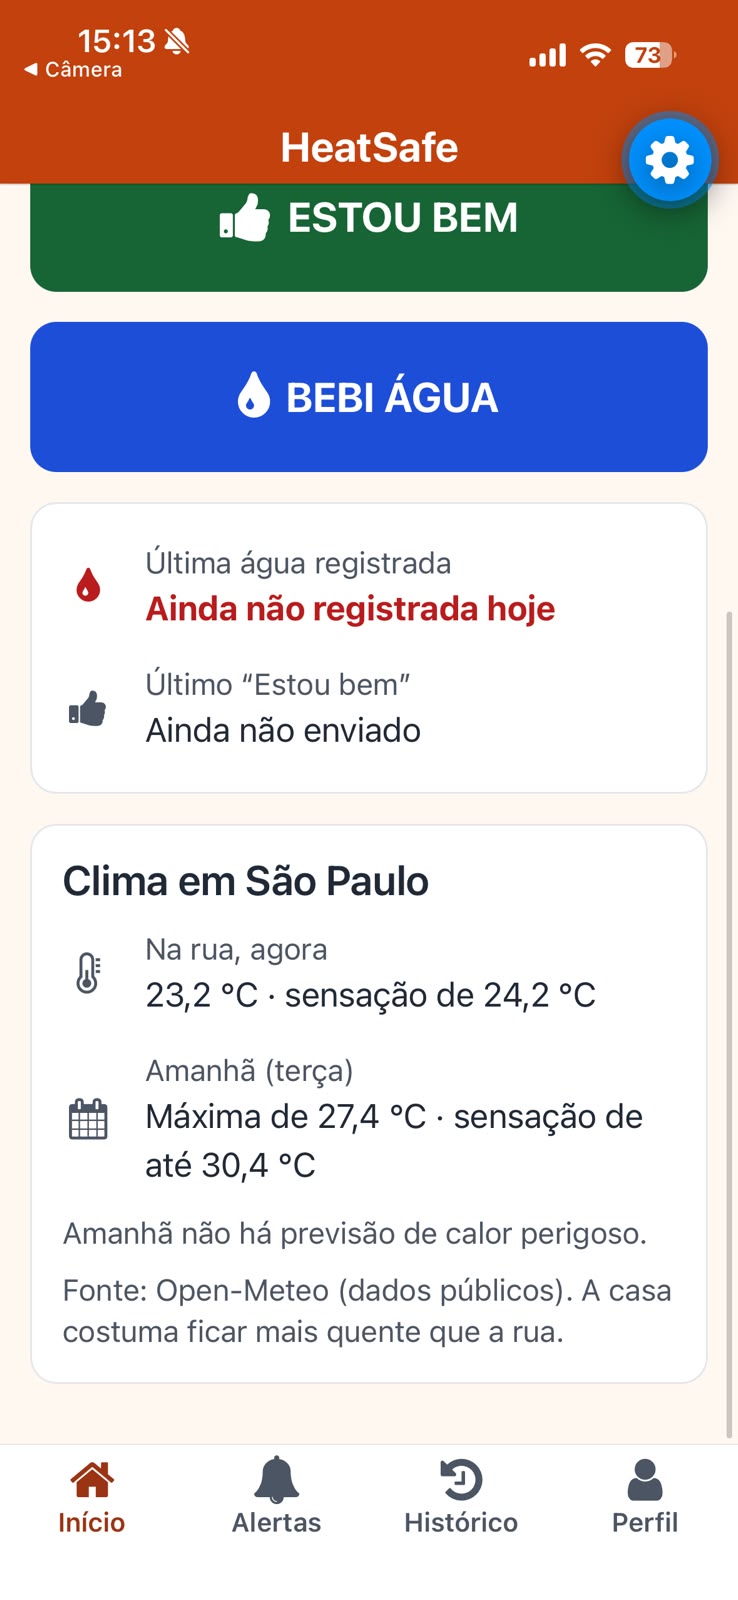 15:13
◀ Câmera
73
HeatSafe
ESTOU BEM
BEBI ÁGUA
Última água registrada
Ainda não registrada hoje
Último “Estou bem”
Ainda não enviado
Clima em São Paulo
Na rua, agora
23,2 °C · sensação de 24,2 °C
Amanhã (terça)
Máxima de 27,4 °C · sensação de
até 30,4 °C
Amanhã não há previsão de calor perigoso.
Fonte: Open-Meteo (dados públicos). A casa
costuma ficar mais quente que a rua.
Início
Alertas
Histórico
Perfil